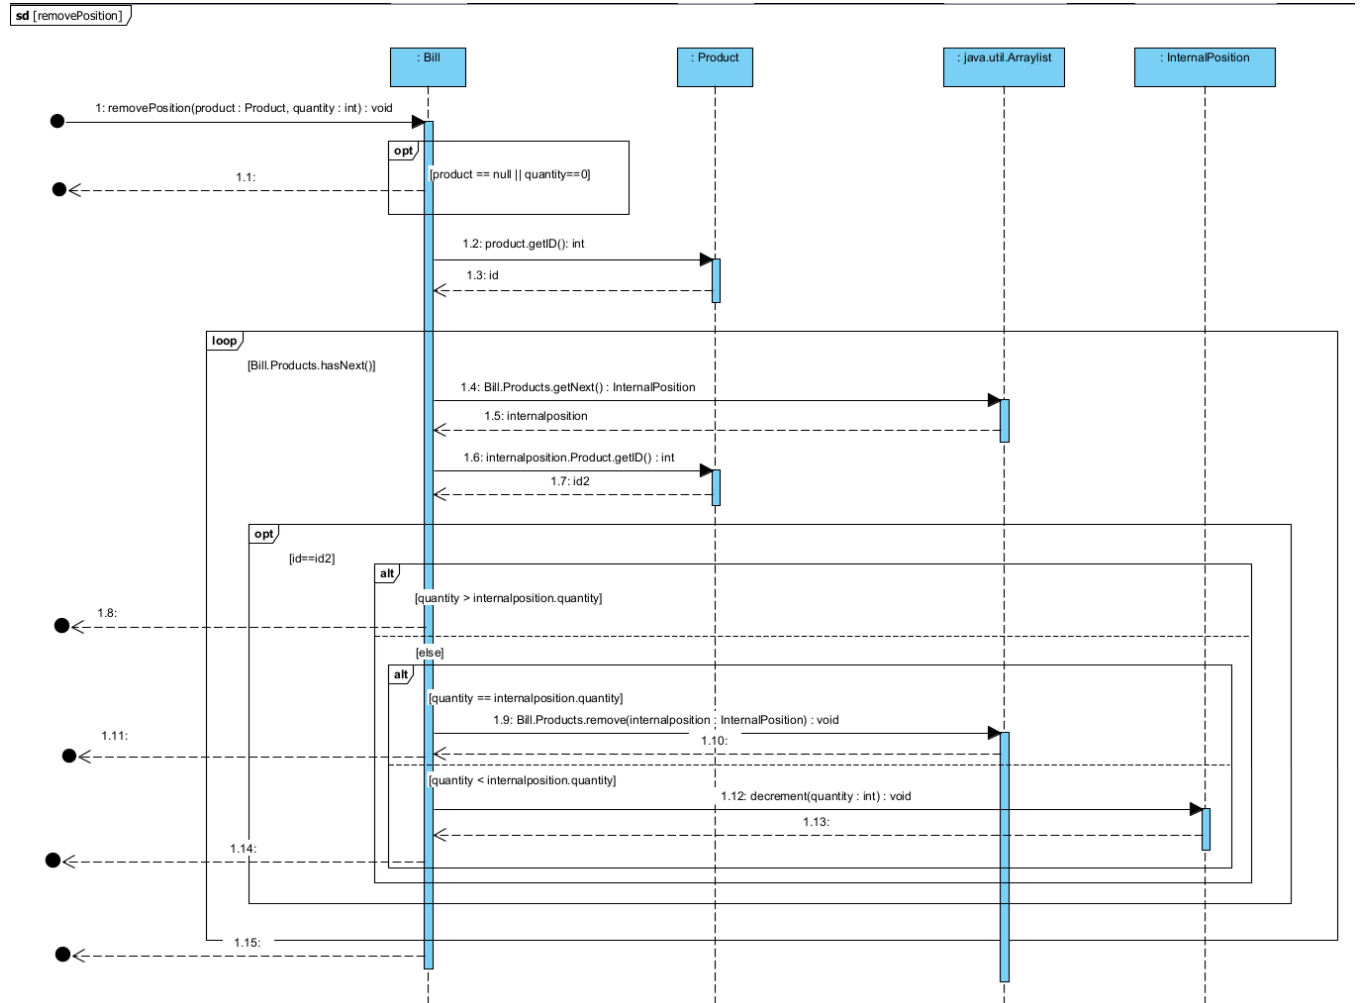 sd [removePosition]
: Bill
: Product
: java.util.Arraylist
: InternalPosition
1: removePosition(product : Product, quantity : int) : void
opt
[product == null || quantity==0]
1.1:
1.2: product.getID(): int
1.3: id
loop
[Bill.Products.hasNext()]
1.4: Bill.Products.getNext() : InternalPosition
1.5: internalposition
1.6: internalposition.Product.getID() : int
1.7: id2
opt
[id==id2]
alt
[quantity > internalposition.quantity]
1.8:
[else]
alt
[quantity == internalposition.quantity]
1.9: Bill.Products.remove(internalposition : InternalPosition) : void
1.10:
1.11:
[quantity < internalposition.quantity]
1.12: decrement(quantity : int) : void
1.13:
1.14:
1.15: